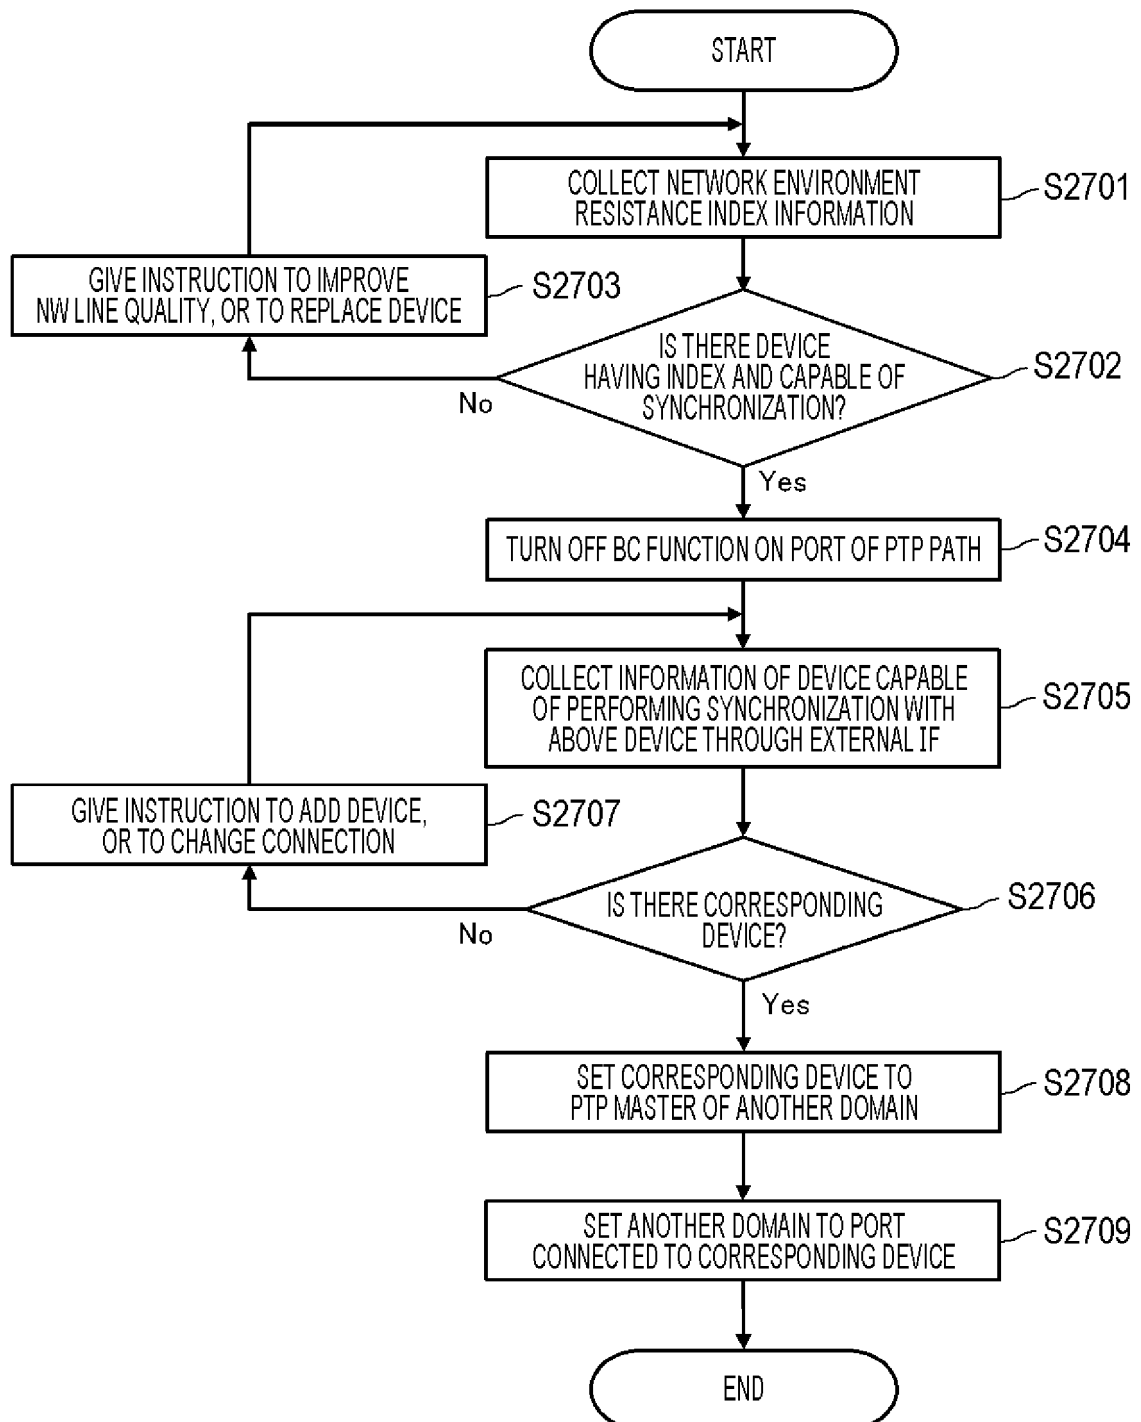 START
COLLECT NETWORK ENVIRONMENT
RESISTANCE INDEX INFORMATION
S2701
GIVE INSTRUCTION TO IMPROVE
NW LINE QUALITY, OR TO REPLACE DEVICE
S2703
IS THERE DEVICE
HAVING INDEX AND CAPABLE OF
SYNCHRONIZATION?
S2702
No
Yes
TURN OFF BC FUNCTION ON PORT OF PTP PATH
S2704
COLLECT INFORMATION OF DEVICE CAPABLE
OF PERFORMING SYNCHRONIZATION WITH
ABOVE DEVICE THROUGH EXTERNAL IF
S2705
GIVE INSTRUCTION TO ADD DEVICE,
OR TO CHANGE CONNECTION
S2707
IS THERE CORRESPONDING
DEVICE?
S2706
No
Yes
SET CORRESPONDING DEVICE TO
PTP MASTER OF ANOTHER DOMAIN
S2708
SET ANOTHER DOMAIN TO PORT
CONNECTED TO CORRESPONDING DEVICE
S2709
END